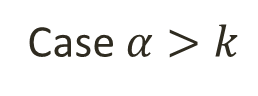 Case 𝛼 > 𝑘